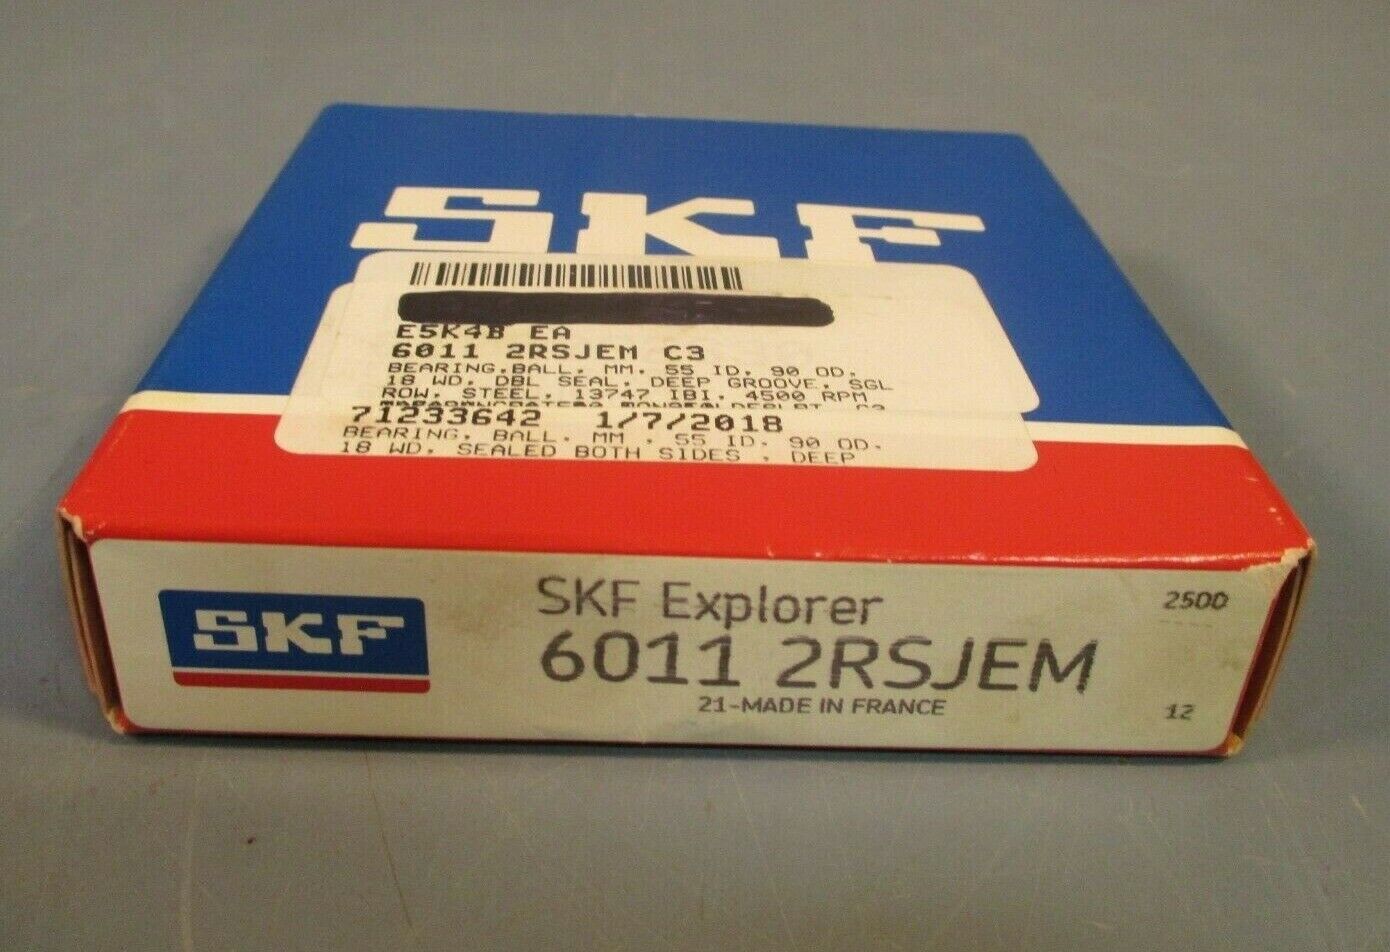 SKF
E5K4B EA
6011 2RSJEM C3
BEARING,BALL, MM, 55 ID, 90 OD,
18 WD, DBL SEAL, DEEP GROOVE, SGL
ROW, STEEL, 13747 IBI, 4500 RPM
C3
71233642 1/7/2018
BEARING, BALL, MM , 55 ID, 90 OD,
18 WD, SEALED BOTH SIDES , DEEP
SKF
SKF Explorer
6011 2RSJEM
21-MADE IN FRANCE
2500
12